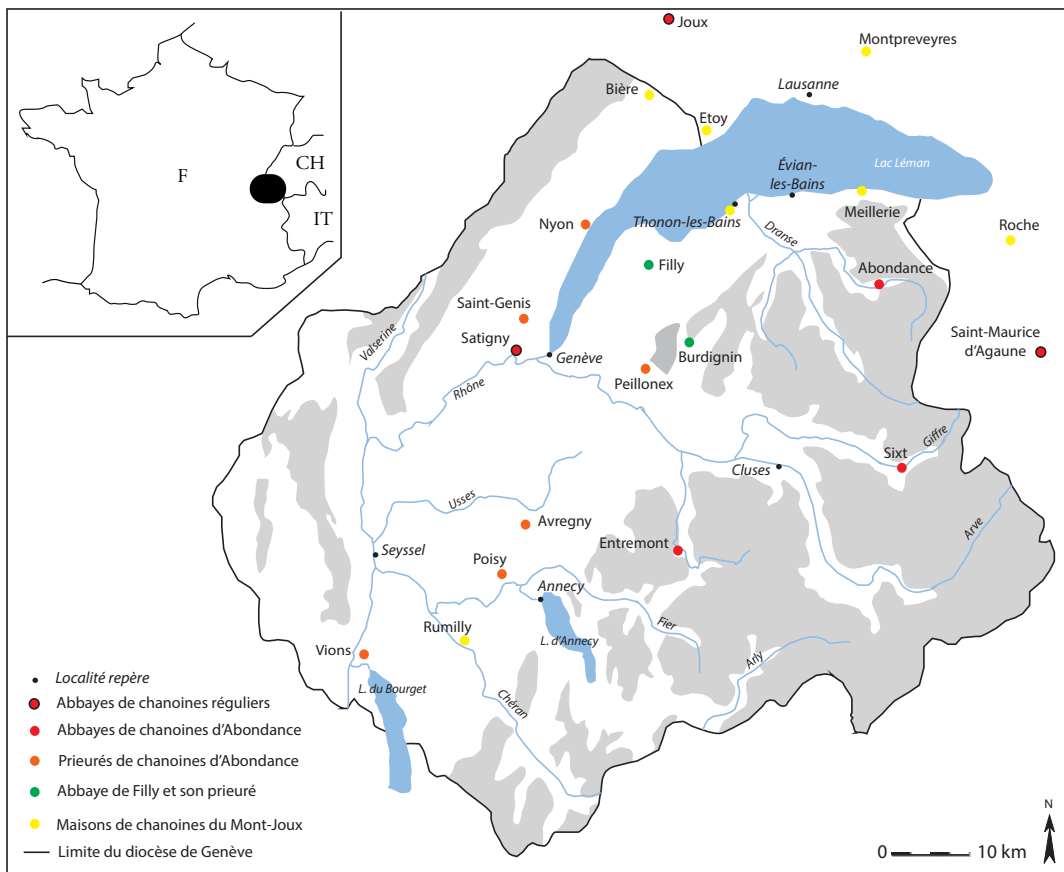 F
CH
IT
Joux
Montpreveyres
Bière
Lausanne
Etoy
Évian-
les-Bains
Lac Léman
Nyon
Thonon-les-Bains
Meillerie
Roche
Dranse
Filly
Abondance
Saint-Genis
Valserine
Satigny
Genève
Burdignin
Saint-Maurice
d'Agaune
Peillonex
Rhône
Giffre
Sixt
Cluses
Usses
Avregny
Arve
Entremont
Seyssel
Poisy
Annecy
Fier
Rumilly
L. d'Annecy
Vions
Arly
L. du Bourget
Chéran
Localité repère
Abbayes de chanoines réguliers
Abbayes de chanoines d'Abondance
Prieurés de chanoines d'Abondance
Abbaye de Filly et son prieuré
Maisons de chanoines du Mont-Joux
Limite du diocèse de Genève
N
0 10 km